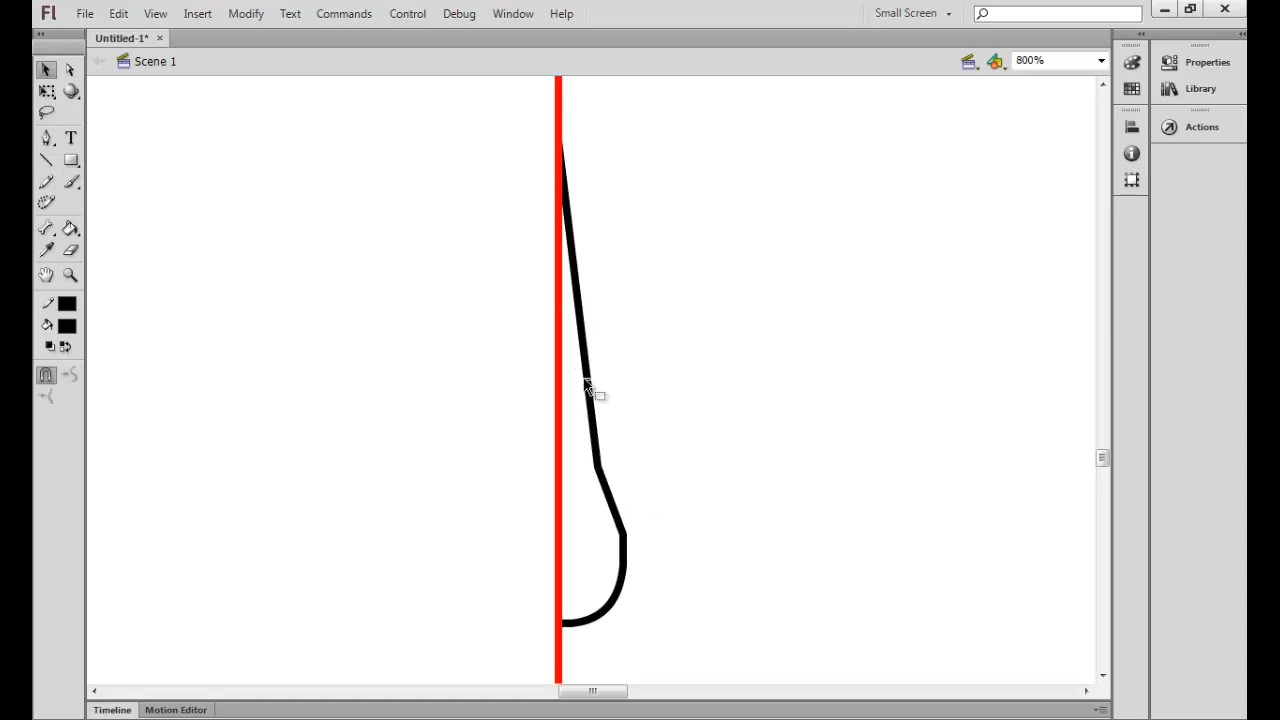 Fl File Edit View Insert Modify Text Commands Control Debug Window Help Small Screen
Untitled-1*
Scene 1 800%
Properties
Library
Actions
T
Timeline Motion Editor